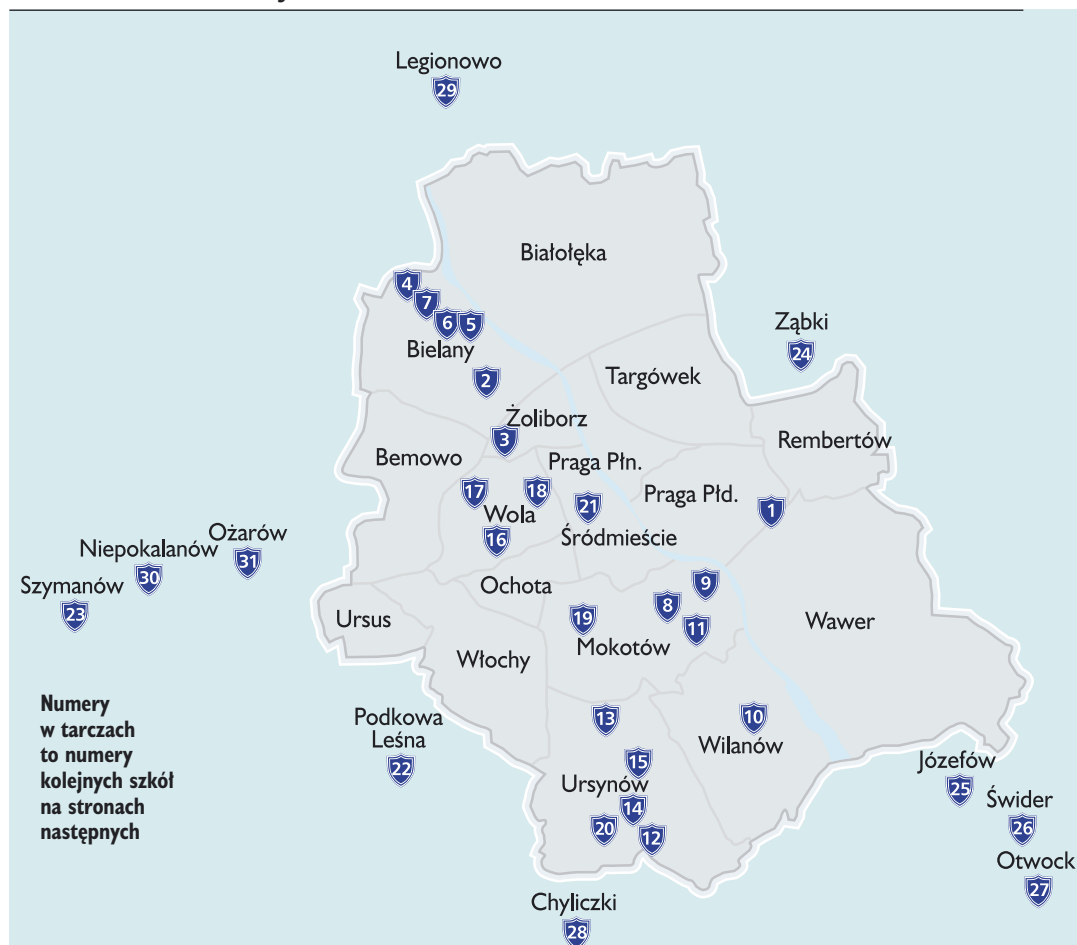 Legionowo
29
Białołęka
4
7
6
5
Bielany
2
Ząbki
24
Targówek
Żoliborz
3
Rembertów
Bemowo
Praga Płn.
17
18
Wola
16
21
Śródmieście
Praga Płd.
1
Ożarów
31
Niepokalanów
30
Szymanów
23
Ochota
9
8
11
19
Mokotów
Ursus
Wawer
Włochy
Numery
w tarczach
to numery
kolejnych szkół
na stronach
następnych
Podkowa
Leśna
22
13
10
Wilanów
15
Ursynów
14
20
12
Józefów
25
Świder
26
Otwock
27
Chyliczki
28